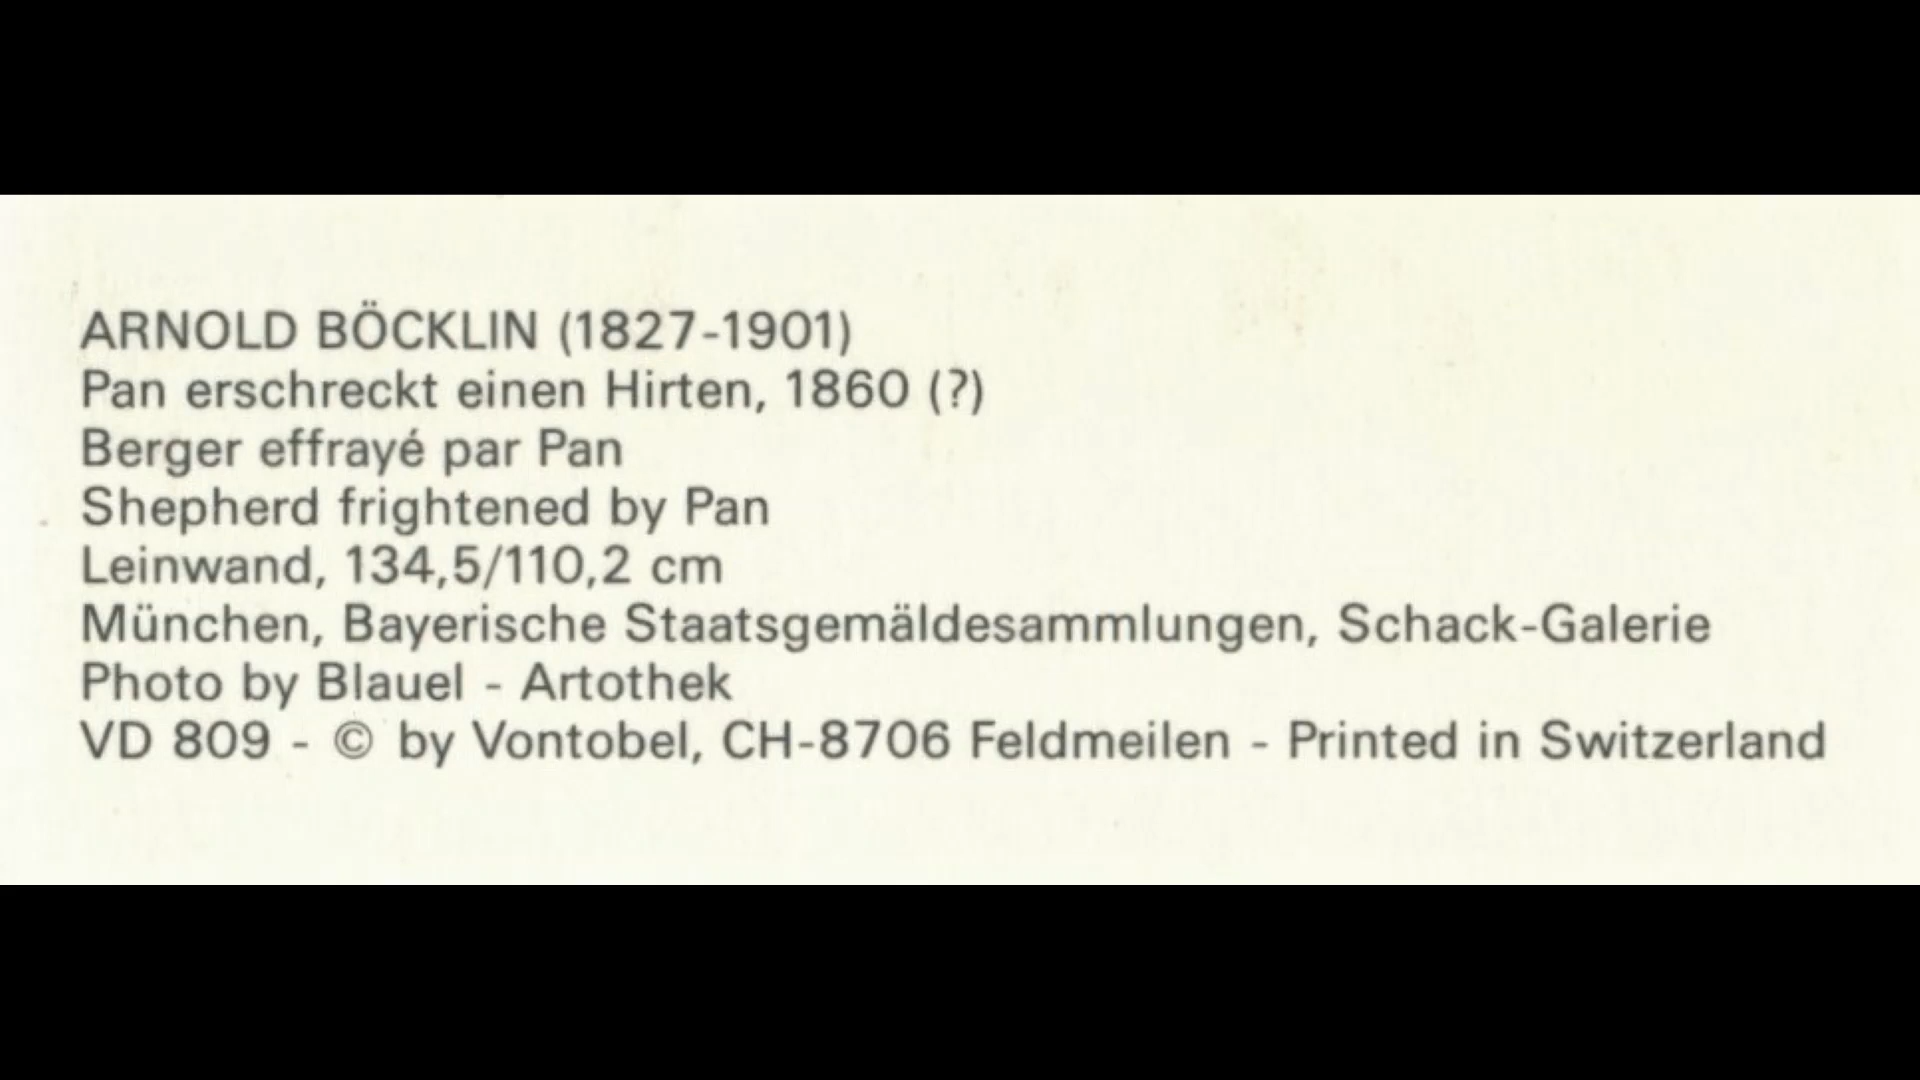 ARNOLD BÖCKLIN (1827-1901)
Pan erschreckt einen Hirten, 1860 (?)
Berger effrayé par Pan
Shepherd frightened by Pan
Leinwand, 134,5/110,2 cm
München, Bayerische Staatsgemäldesammlungen, Schack-Galerie
Photo by Blauel - Artothek
VD 809 - © by Vontobel, CH-8706 Feldmeilen - Printed in Switzerland